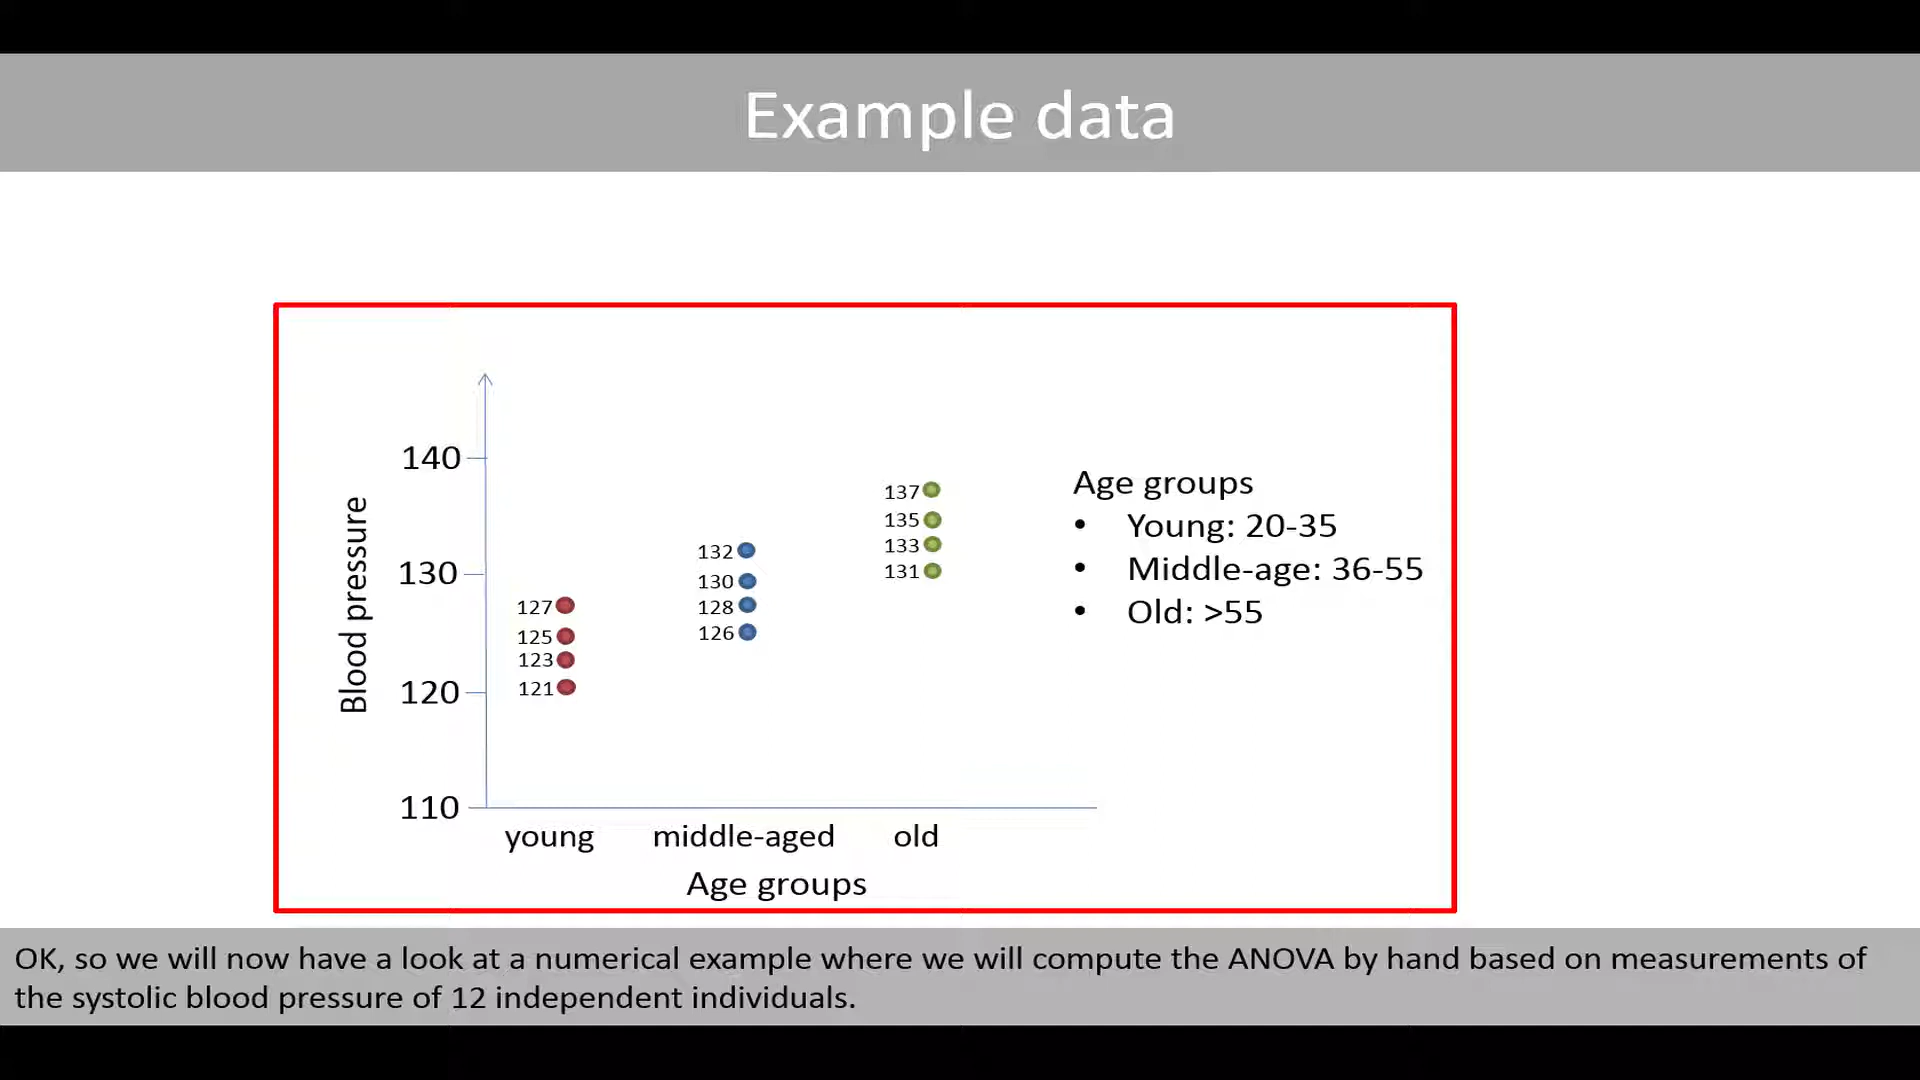 Example data
140
130
120
110
Blood pressure
127
125
123
121
132
130
128
126
137
135
133
131
young middle-aged old
Age groups
Age groups
• Young: 20-35
• Middle-age: 36-55
• Old: >55
OK, so we will now have a look at a numerical example where we will compute the ANOVA by hand based on measurements of
the systolic blood pressure of 12 independent individuals.